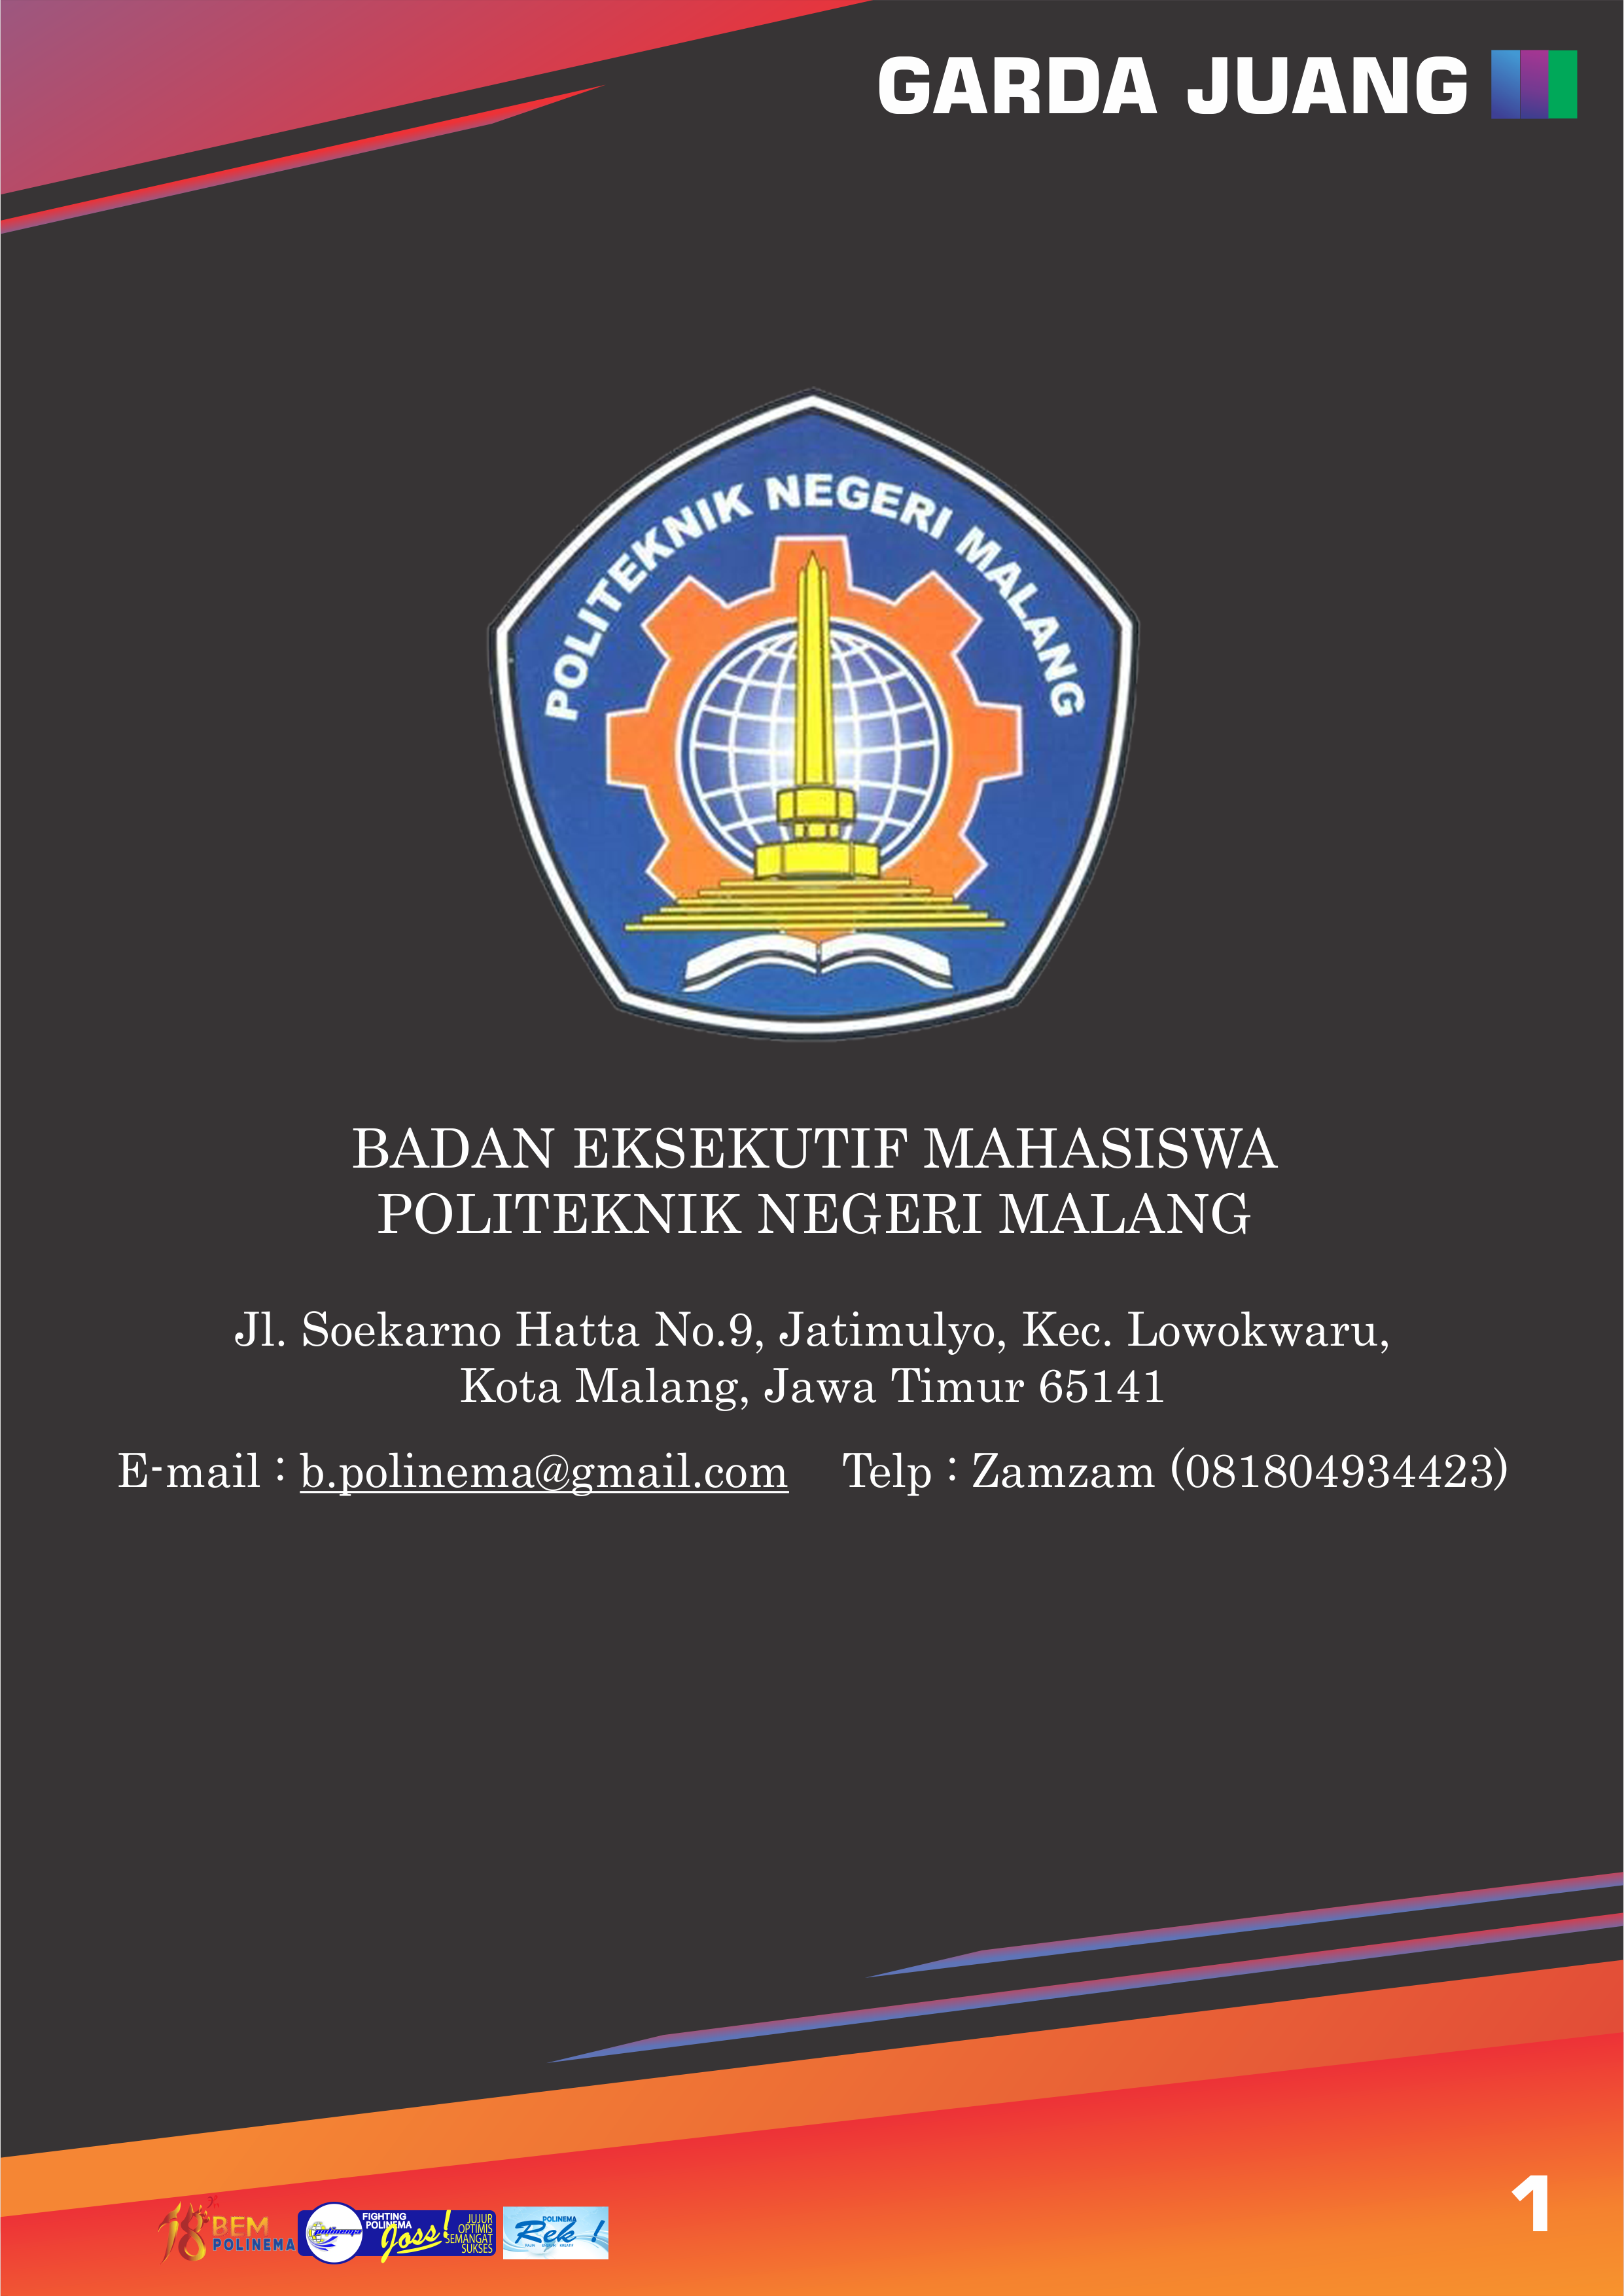 GARDA JUANG
POLITEKNIK NEGERI MALANG
BADAN EKSEKUTIF MAHASISWA
POLITEKNIK NEGERI MALANG
Jl. Soekarno Hatta No.9, Jatimulyo, Kec. Lowokwaru,
Kota Malang, Jawa Timur 65141
E-mail : b.polinema@gmail.com Telp : Zamzam (081804934423)
18
BEM
POLINEMA
polinema
FIGHTING
POLINEMA
Joss!
JUJUR
OPTIMIS
SEMANGAT
SUKSES
POLINEMA
Rek !
1